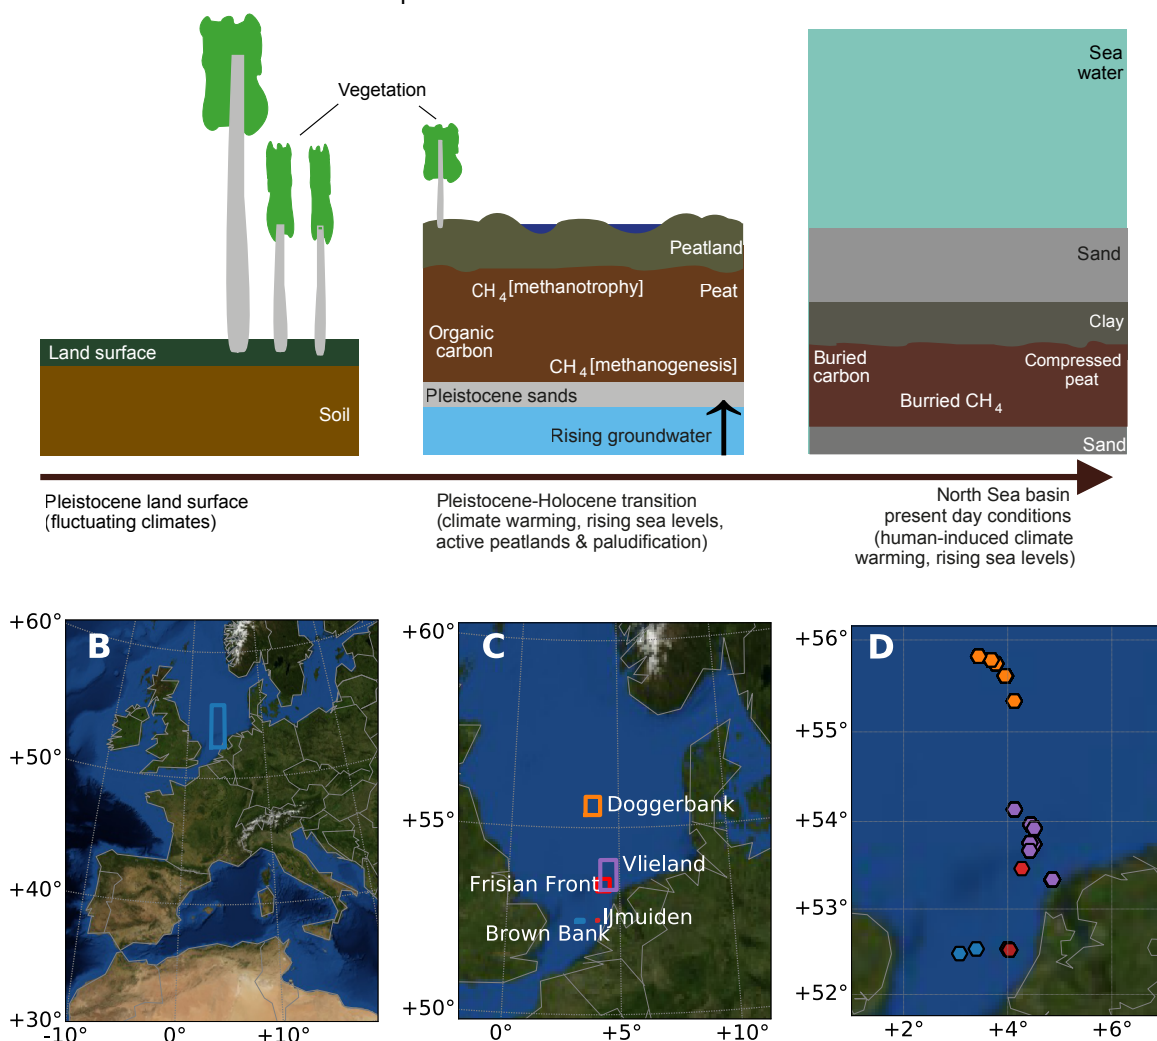 Vegetation
Sea
water
Peatland
Sand
CH4[methanotrophy]
Peat
Organic
carbon
CH4[methanogenesis]
Clay
Buried
carbon
Compressed
peat
Burried CH4
Land surface
Soil
Pleistocene sands
Rising groundwater
Sand
Pleistocene land surface
(fluctuating climates)
Pleistocene-Holocene transition
(climate warming, rising sea levels,
active peatlands & paludification)
North Sea basin
present day conditions
(human-induced climate
warming, rising sea levels)
B
+60°
+50°
+40°
+30°
-10°
0°
+10°
C
+60°
+55°
+50°
Doggerbank
Vlieland
Frisian Front
IJmuiden
Brown Bank
0°
+5°
+10°
D
+56°
+55°
+54°
+53°
+52°
+2°
+4°
+6°